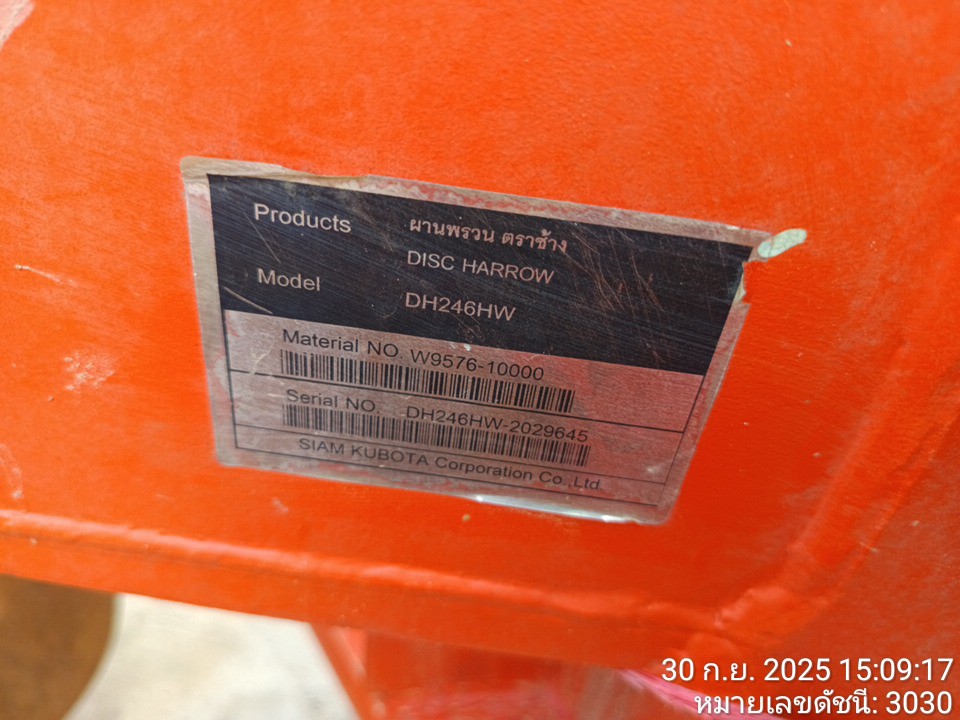 Products ผานพรวน ตราช้าง
DISC HARROW
Model DH246HW
Material NO. W9576-10000
Serial NO. DH246HW-2029645
SIAM KUBOTA Corporation Co.,Ltd.
30 ก.ย. 2025 15:09:17
หมายเลขดัชนี: 3030